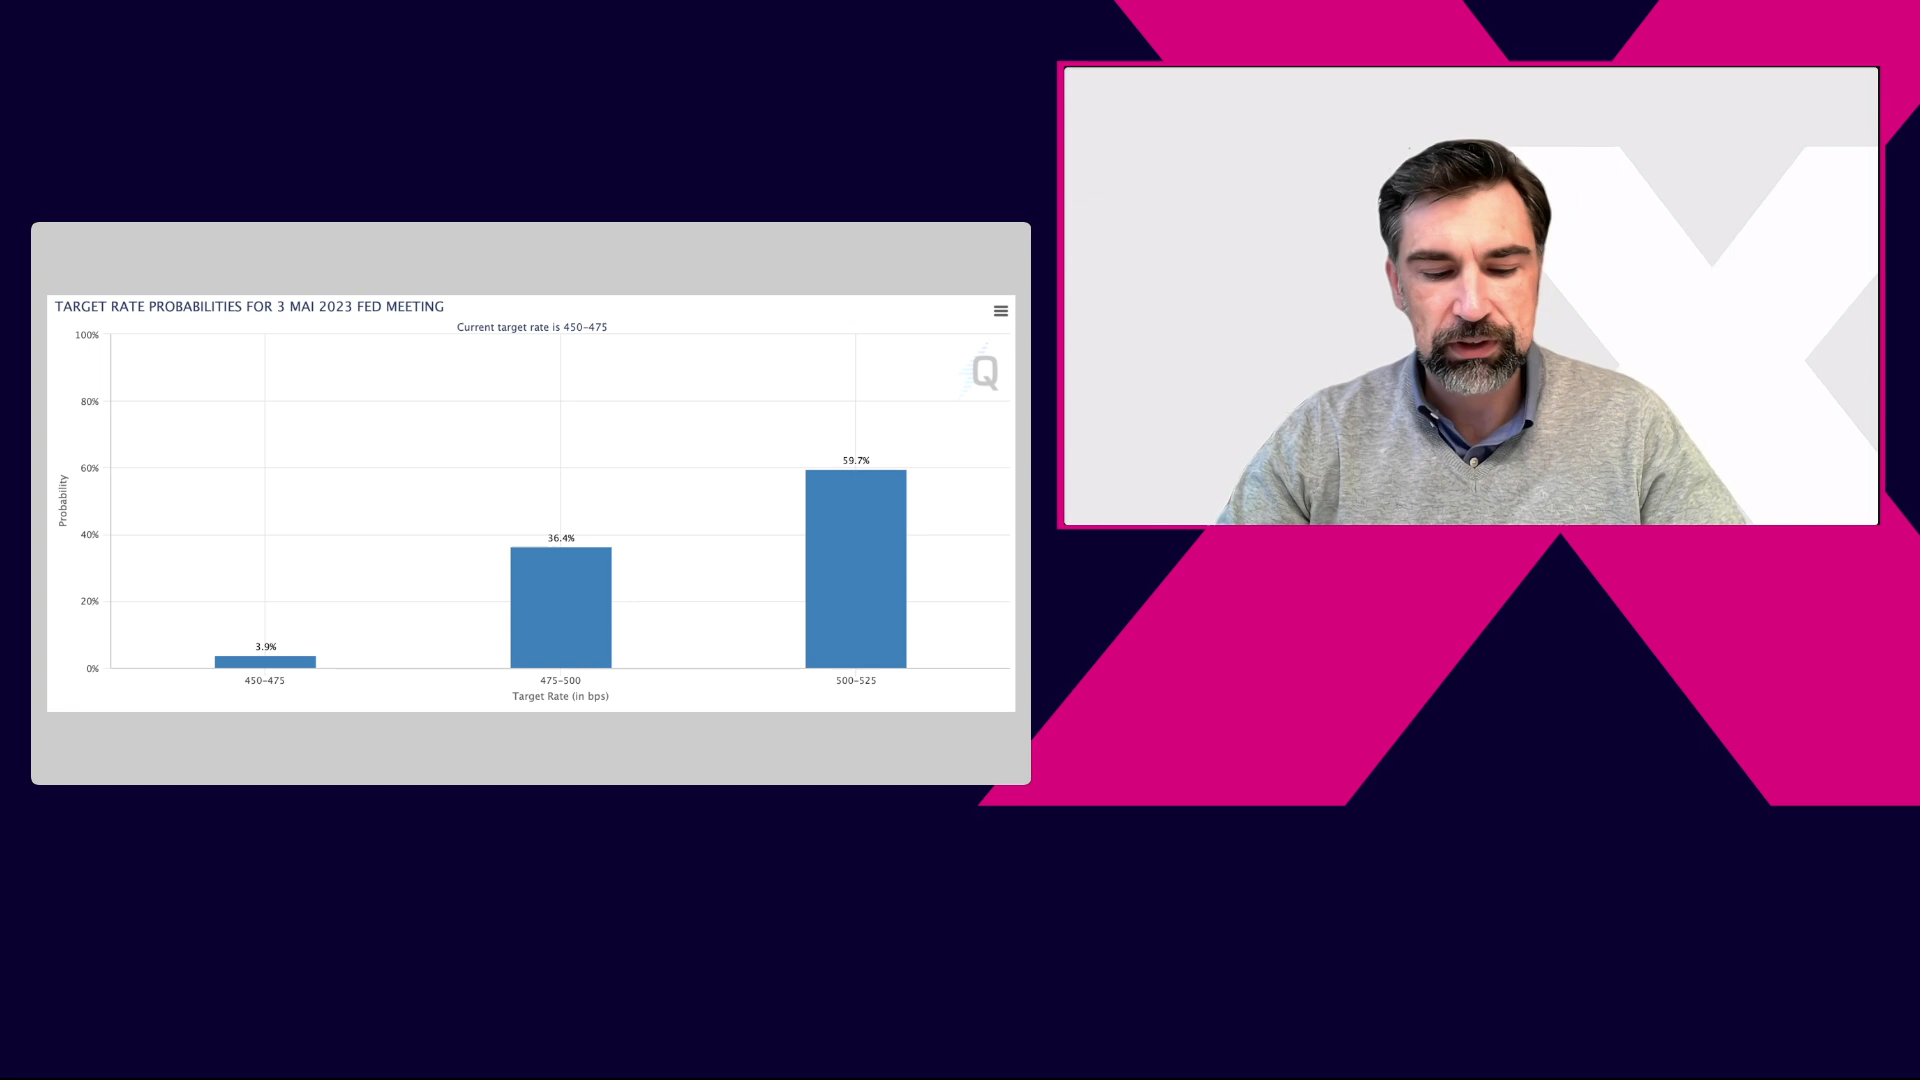 TARGET RATE PROBABILITIES FOR 3 MAI 2023 FED MEETING
Current target rate is 450–475
100%
80%
60%
40%
20%
0%
Probability
3.9%
36.4%
59.7%
450–475
475–500
500–525
Target Rate (in bps)
Q